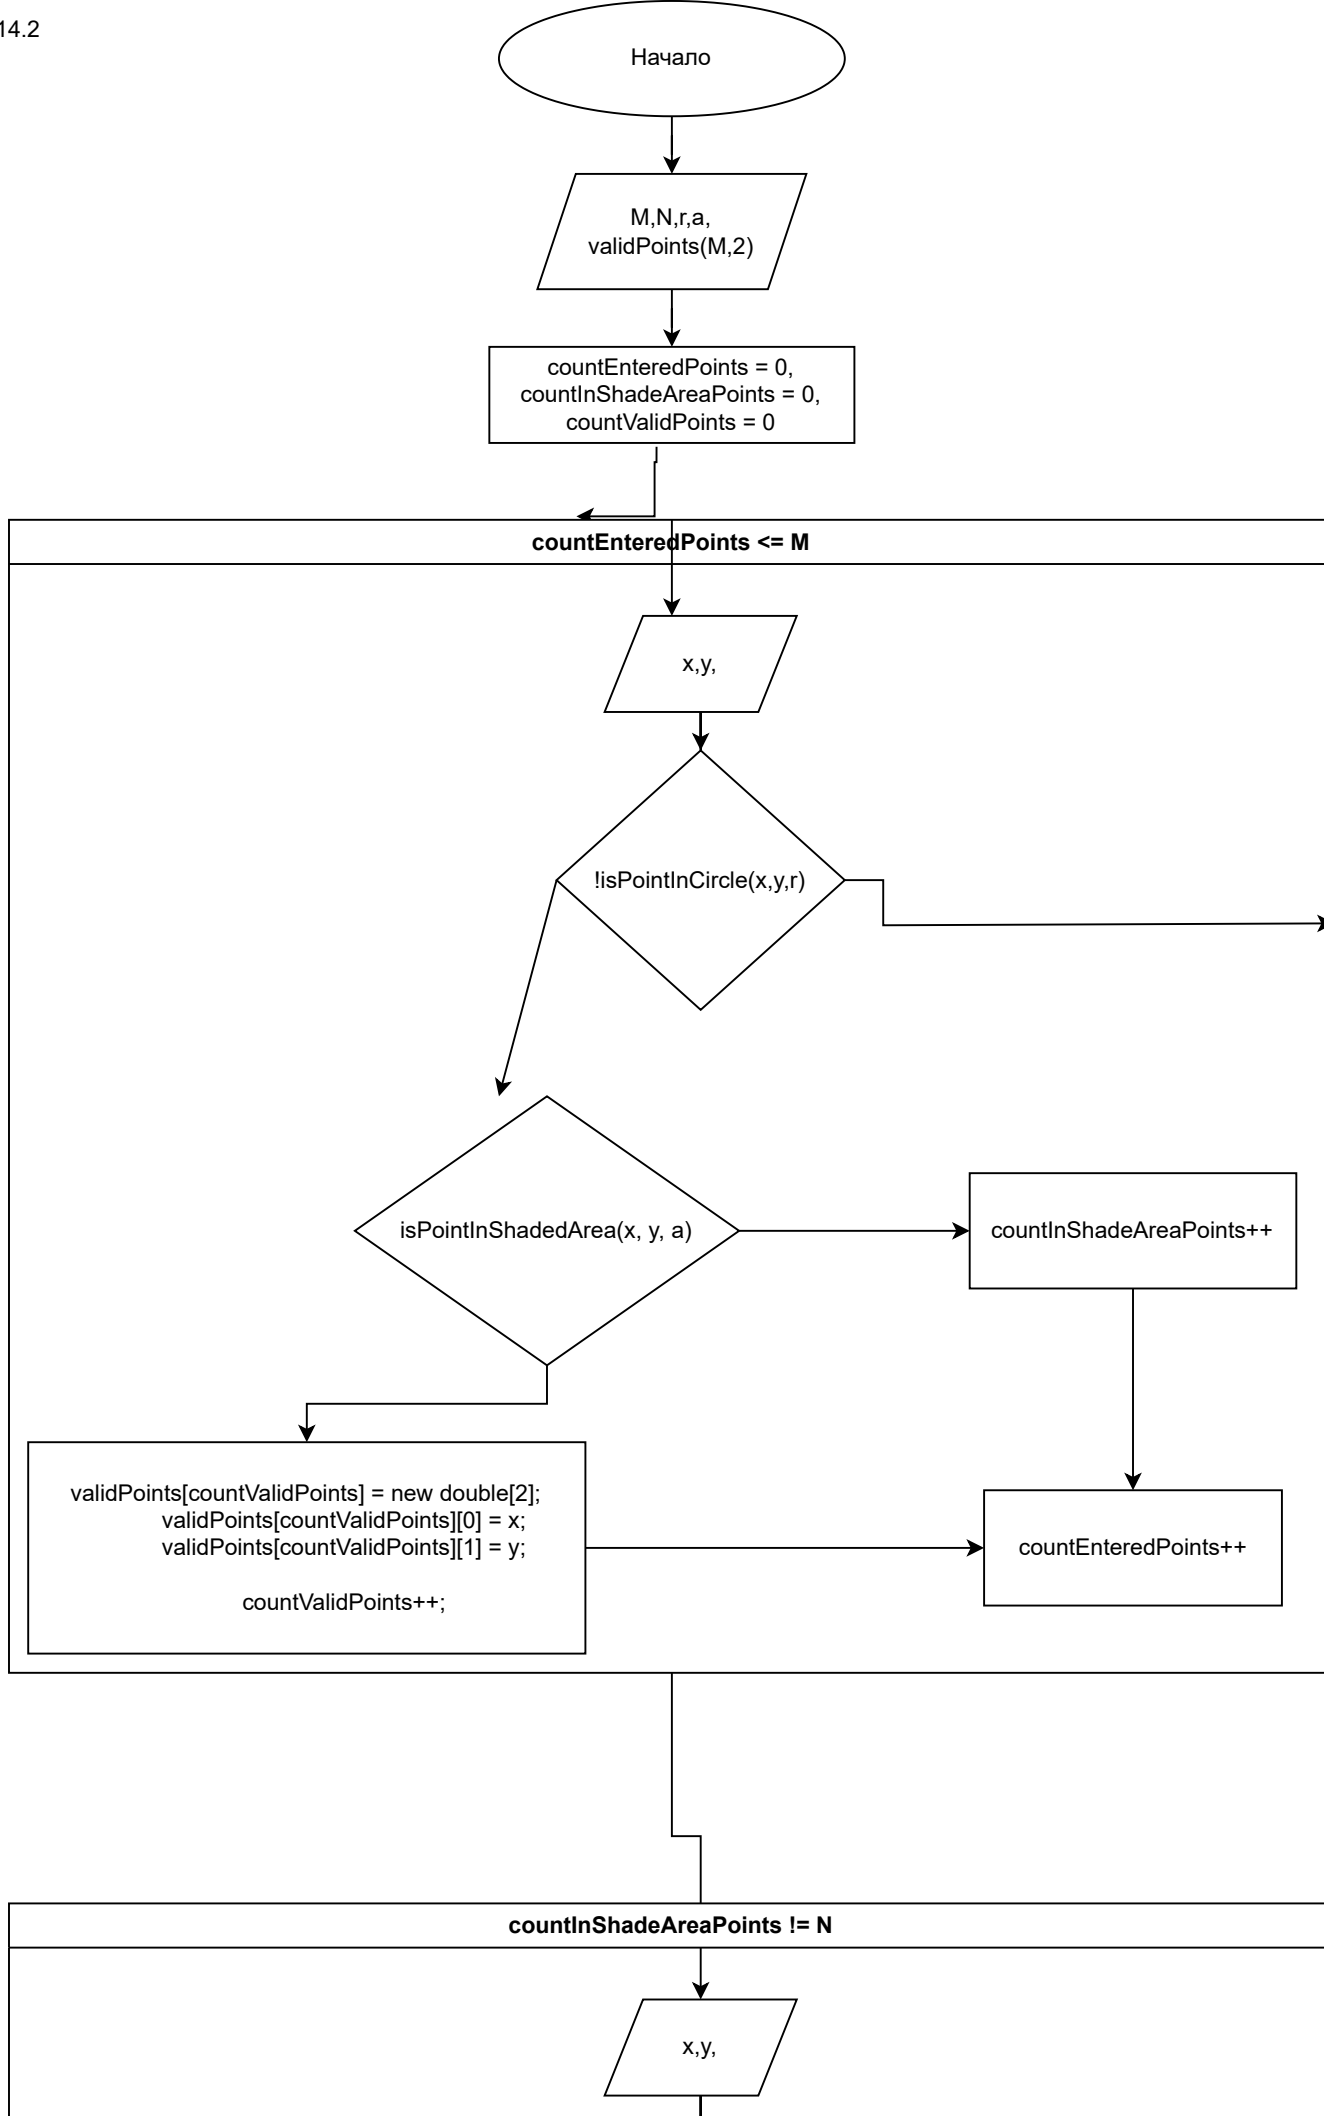 14.2
Начало
M,N,r,a,
validPoints(M,2)
countEnteredPoints = 0,
countInShadeAreaPoints = 0,
countValidPoints = 0
countEnteredPoints <= M
x,y,
!isPointInCircle(x,y,r)
isPointInShadedArea(x, y, a)
countInShadeAreaPoints++
validPoints[countValidPoints] = new double[2];
validPoints[countValidPoints][0] = x;
validPoints[countValidPoints][1] = y;
countValidPoints++;
countEnteredPoints++
countInShadeAreaPoints != N
x,y,